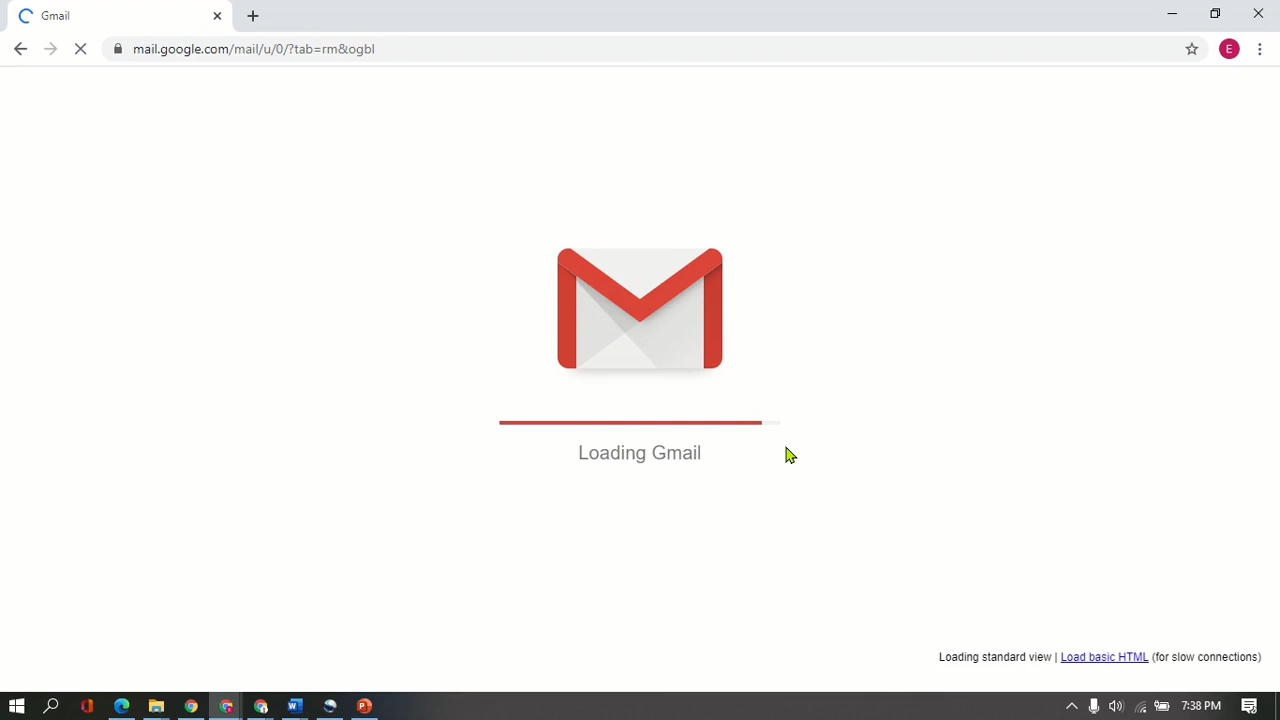 Gmail
mail.google.com/mail/u/0/?tab=rm&ogbl
E
Loading Gmail
Loading standard view | Load basic HTML (for slow connections)
7:38 PM